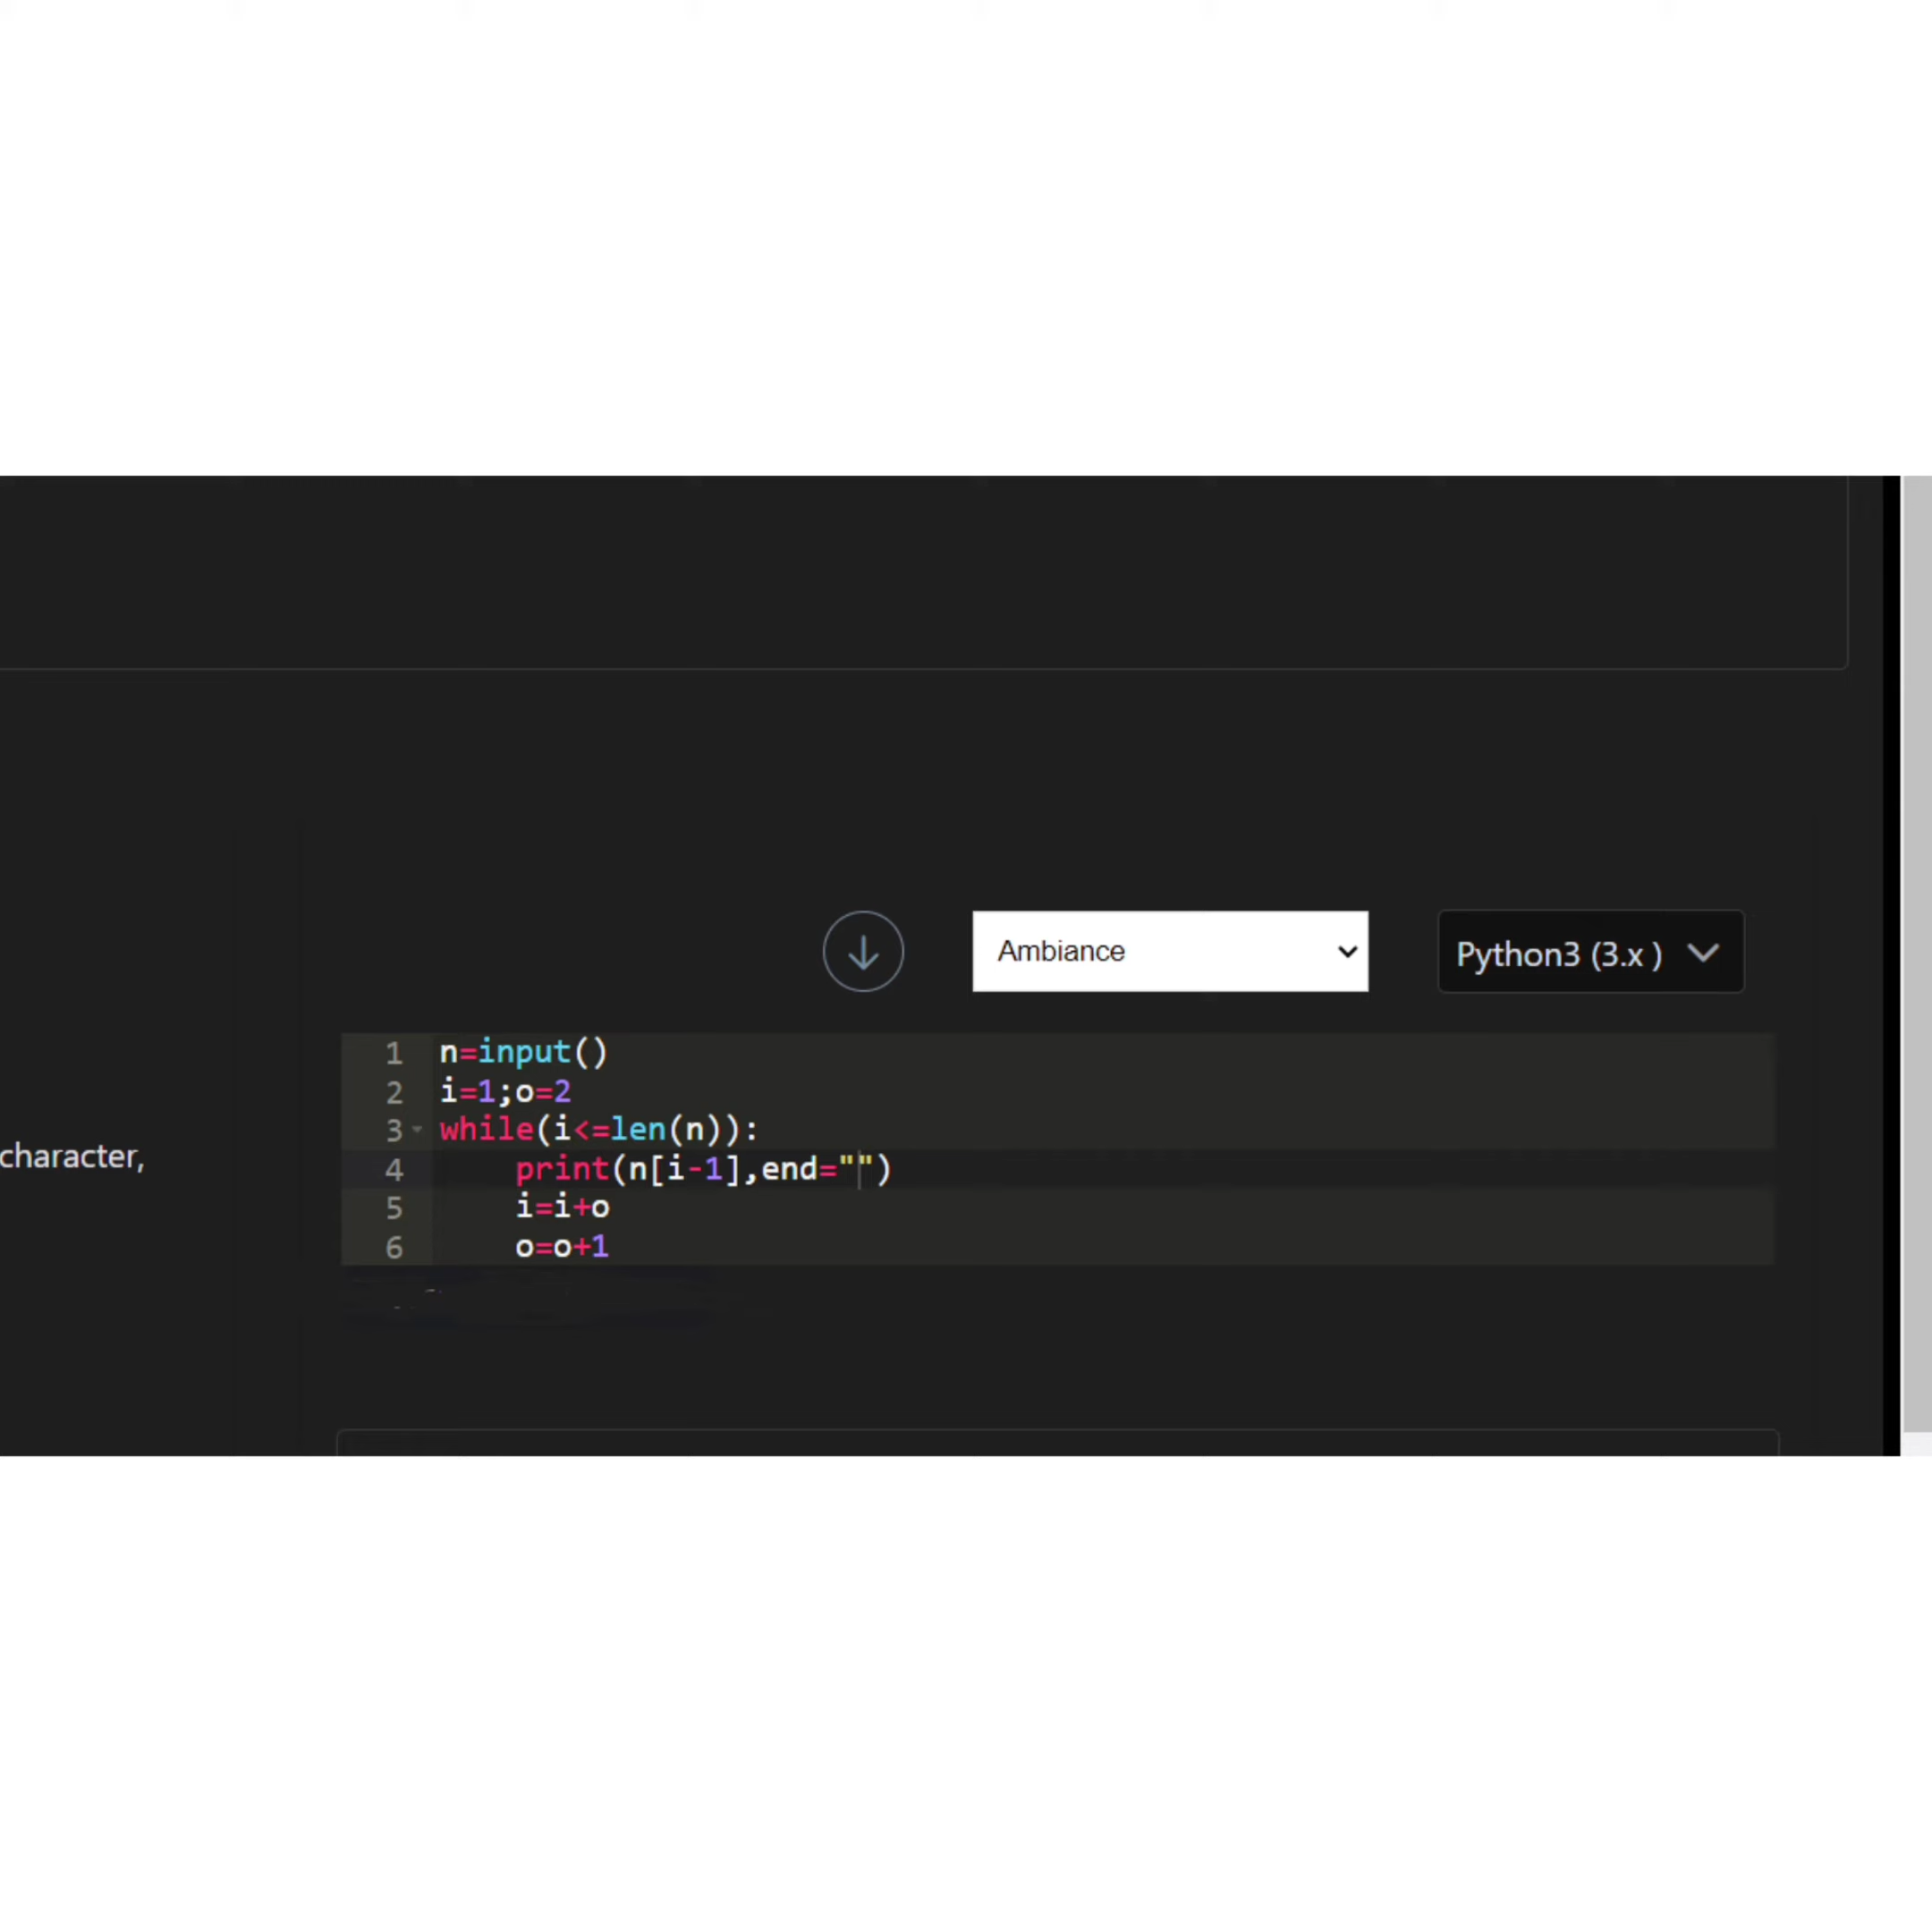 Ambiance
Python3 (3.x )
1 n=input()
2 i=1;o=2
3 while(i<=len(n)):
character,
4 print(n[i-1],end="")
5 i=i+o
6 o=o+1